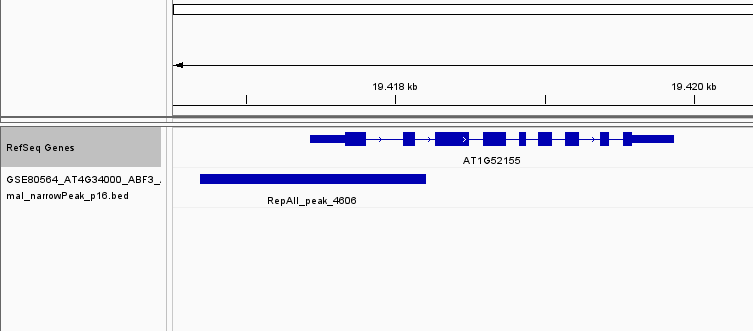 19.418 kb
19.420 kb
RefSeq Genes
AT1G52155
GSE80564_AT4G34000_ABF3_.
mal_narrowPeak_p16.bed
RepAll_peak_4606